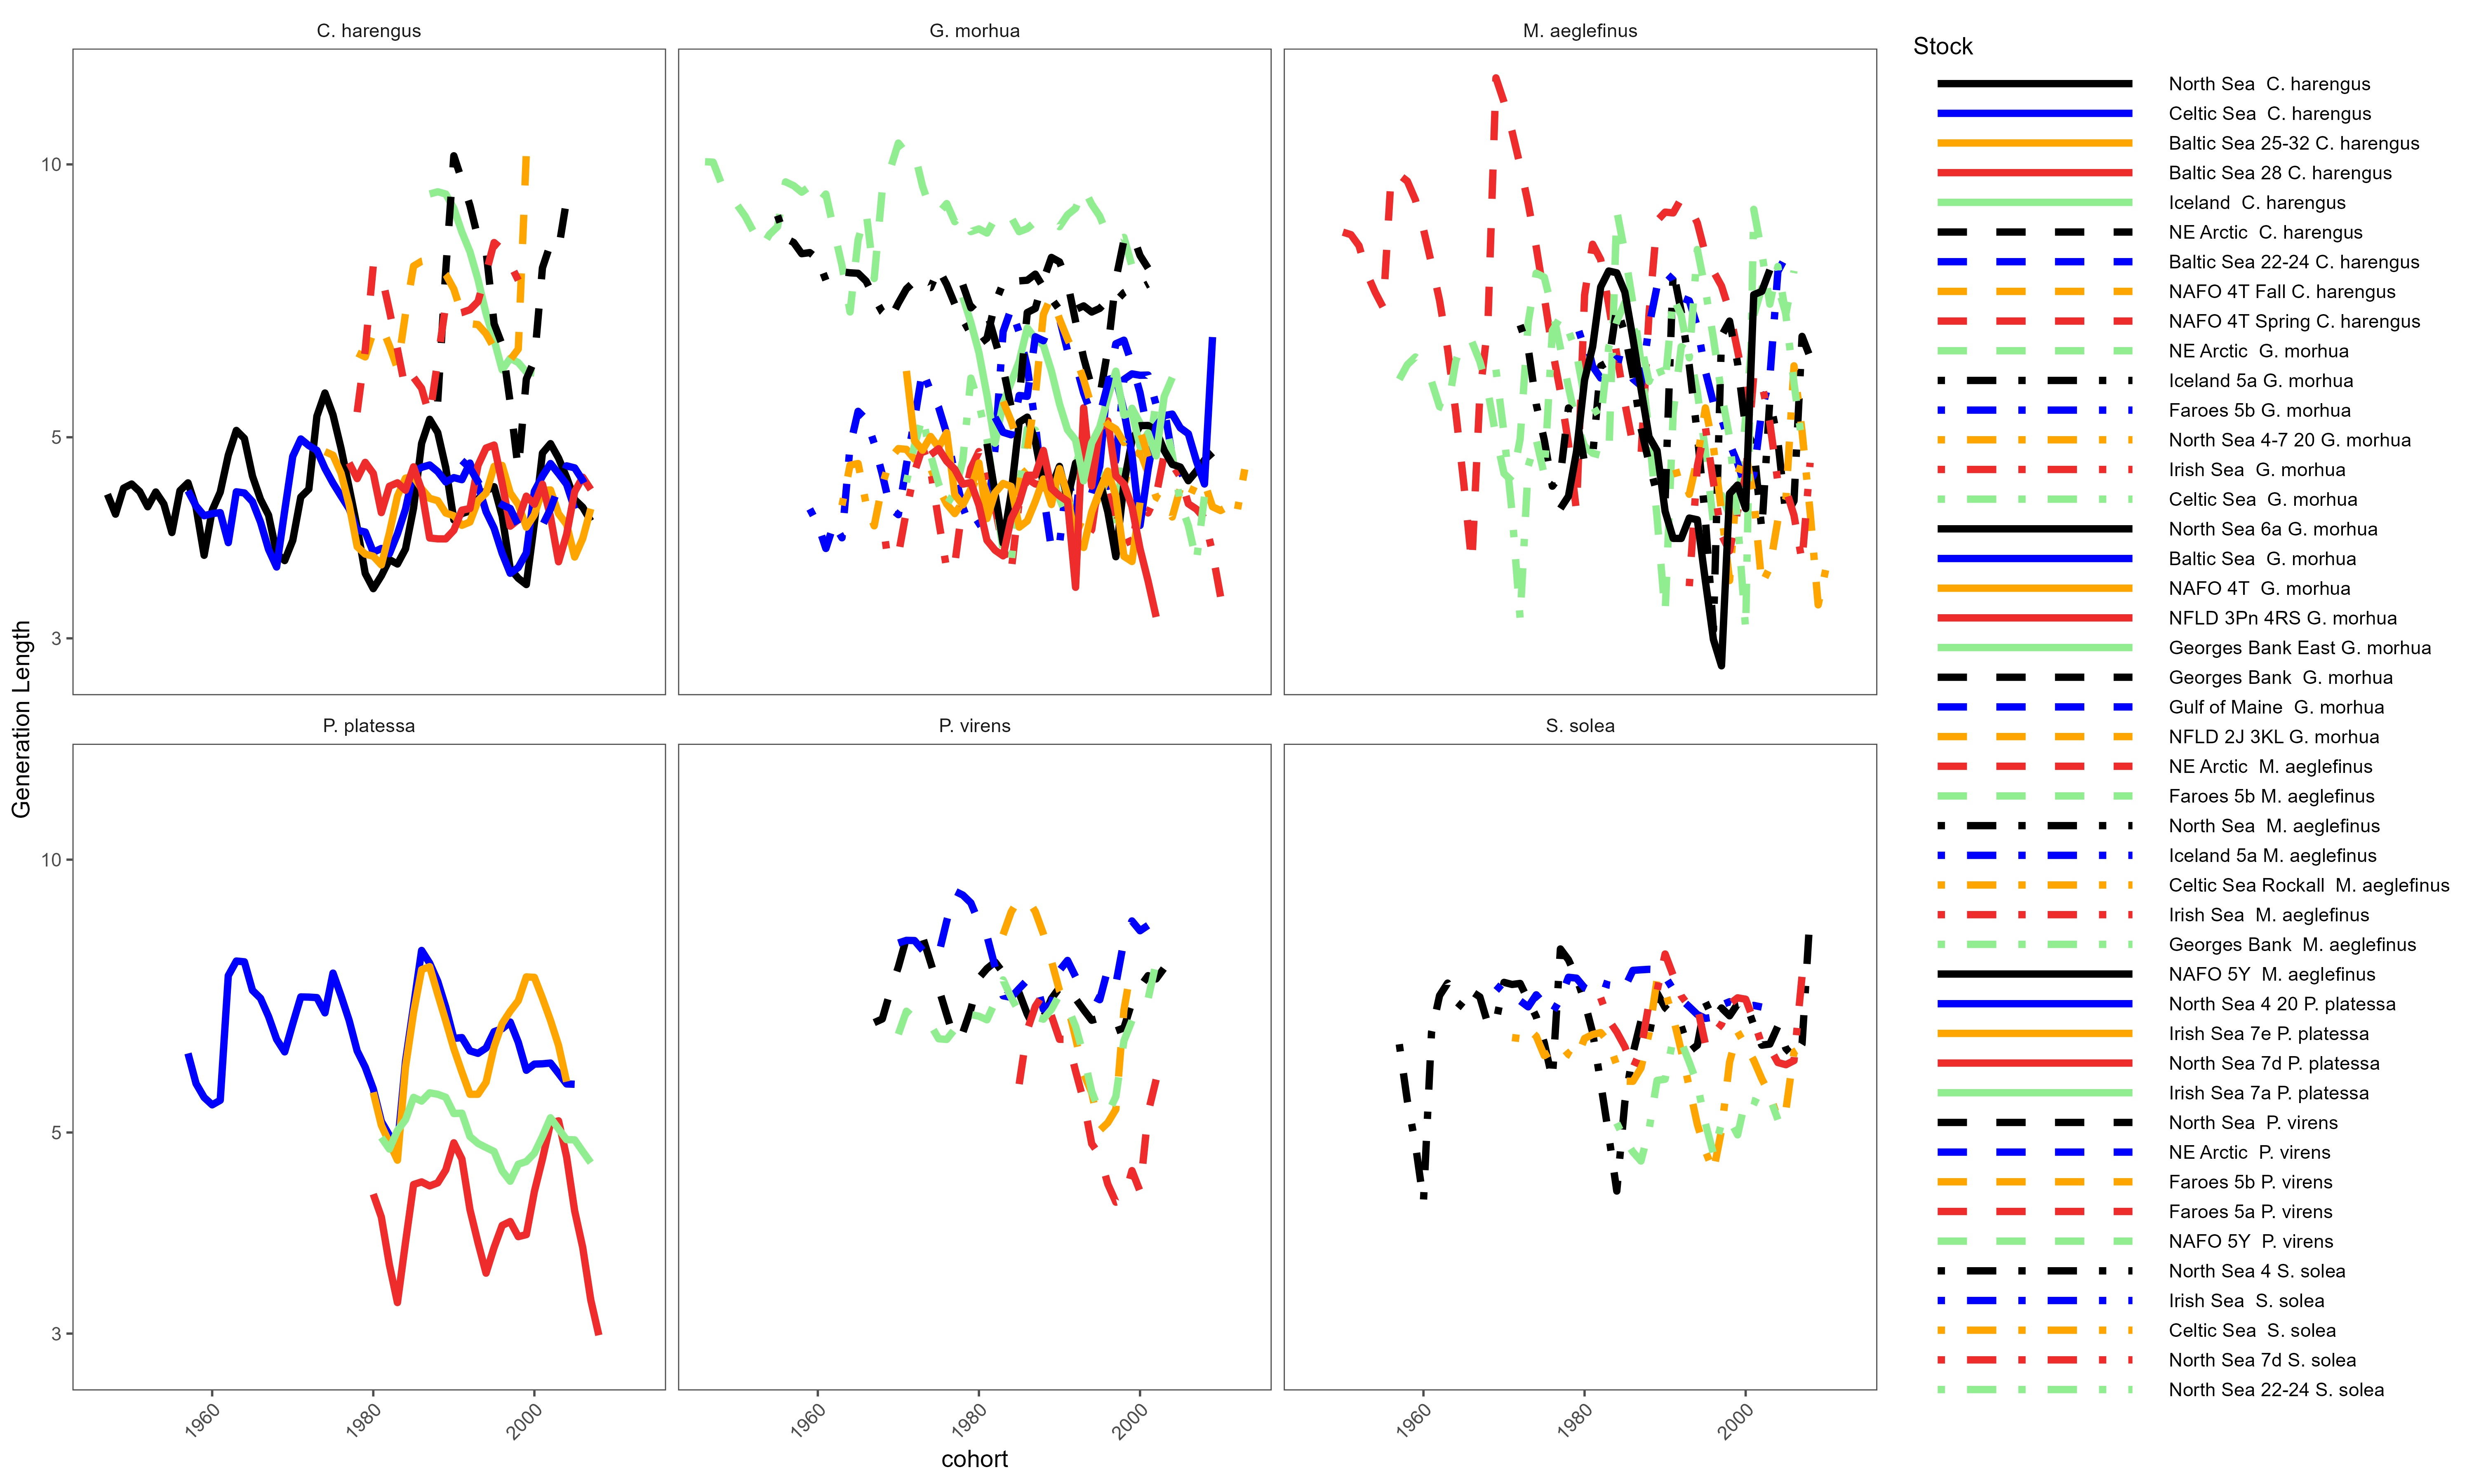 C. harengus
G. morhua
M. aeglefinus
10
5
3
P. platessa
P. virens
S. solea
10
5
3
Generation Length
1960
1980
2000
1960
1980
2000
1960
1980
2000
cohort
Stock
North Sea  C. harengus
Celtic Sea  C. harengus
Baltic Sea 25-32 C. harengus
Baltic Sea 28 C. harengus
Iceland  C. harengus
NE Arctic  C. harengus
Baltic Sea 22-24 C. harengus
NAFO 4T Fall C. harengus
NAFO 4T Spring C. harengus
NE Arctic  G. morhua
Iceland 5a G. morhua
Faroes 5b G. morhua
North Sea 4-7 20 G. morhua
Irish Sea  G. morhua
Celtic Sea  G. morhua
North Sea 6a G. morhua
Baltic Sea  G. morhua
NAFO 4T  G. morhua
NFLD 3Pn 4RS G. morhua
Georges Bank East G. morhua
Georges Bank  G. morhua
Gulf of Maine  G. morhua
NFLD 2J 3KL G. morhua
NE Arctic  M. aeglefinus
Faroes 5b M. aeglefinus
North Sea  M. aeglefinus
Iceland 5a M. aeglefinus
Celtic Sea Rockall  M. aeglefinus
Irish Sea  M. aeglefinus
Georges Bank  M. aeglefinus
NAFO 5Y  M. aeglefinus
North Sea 4 20 P. platessa
Irish Sea 7e P. platessa
North Sea 7d P. platessa
Irish Sea 7a P. platessa
North Sea  P. virens
NE Arctic  P. virens
Faroes 5b P. virens
Faroes 5a P. virens
NAFO 5Y  P. virens
North Sea 4 S. solea
Irish Sea  S. solea
Celtic Sea  S. solea
North Sea 7d S. solea
North Sea 22-24 S. solea